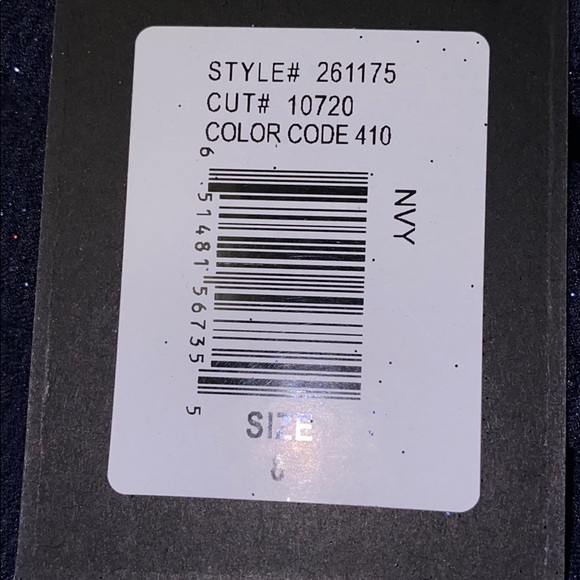 STYLE# 261175
CUT# 10720
COLOR CODE 410
NVY
6 51481 56735 5
SIZE